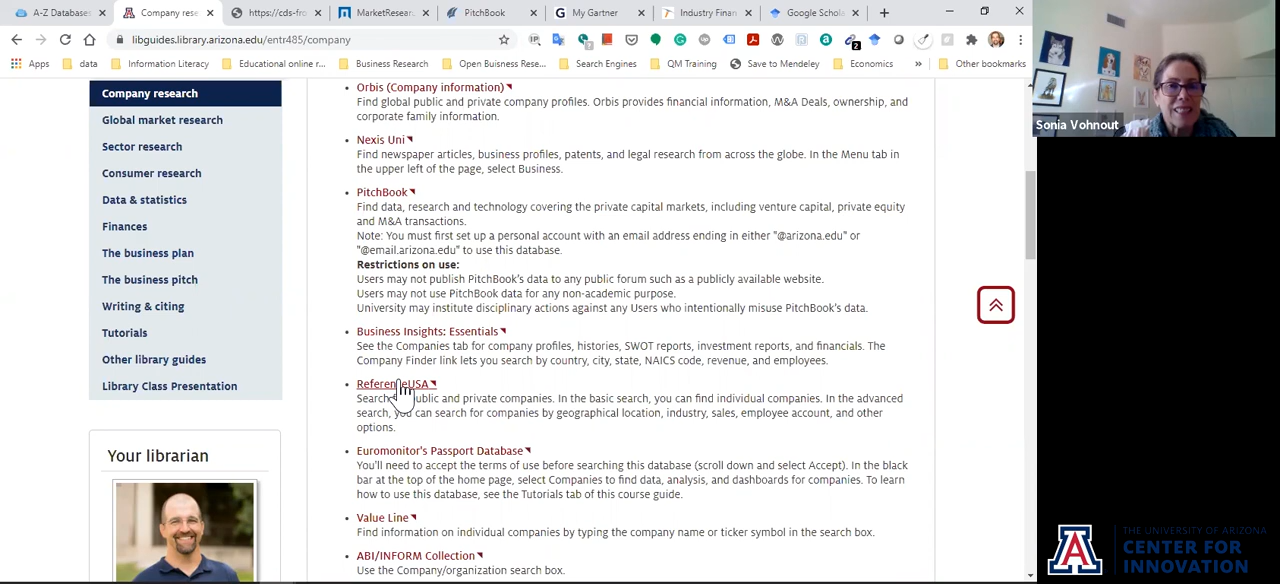 A-Z Databases
Company rese
https://cds-fro
MarketResear
PitchBook
My Gartner
Industry Finan
Google Schola
libguides.library.arizona.edu/entr485/company
Apps
data
Information Literacy
Educational online r...
Business Research
Open Buisness Rese...
Search Engines
QM Training
Save to Mendeley
Economics
»
Other bookmarks
Sonia Vohnout
Company research
Global market research
Sector research
Consumer research
Data & statistics
Finances
The business plan
The business pitch
Writing & citing
Tutorials
Other library guides
Library Class Presentation
Your librarian
Orbis (Company information)
Find global public and private company profiles. Orbis provides financial information, M&A Deals, ownership, and
corporate family information.
Nexis Uni
Find newspaper articles, business profiles, patents, and legal research from across the globe. In the Menu tab in
the upper left of the page, select Business.
PitchBook
Find data, research and technology covering the private capital markets, including venture capital, private equity
and M&A transactions.
Note: You must first set up a personal account with an email address ending in either "@arizona.edu" or
"@email.arizona.edu" to use this database.
Restrictions on use:
Users may not publish PitchBook's data to any public forum such as a publicly available website.
Users may not use PitchBook data for any non-academic purpose.
University may institute disciplinary actions against any Users who intentionally misuse PitchBook's data.
Business Insights: Essentials
See the Companies tab for company profiles, histories, SWOT reports, investment reports, and financials. The
Company Finder link lets you search by country, city, state, NAICS code, revenue, and employees.
ReferenceUSA
Search public and private companies. In the basic search, you can find individual companies. In the advanced
search, you can search for companies by geographical location, industry, sales, employee account, and other
options.
Euromonitor's Passport Database
You'll need to accept the terms of use before searching this database (scroll down and select Accept). In the black
bar at the top of the home page, select Companies to find data, analysis, and dashboards for companies. To learn
how to use this database, see the Tutorials tab of this course guide.
Value Line
Find information on individual companies by typing the company name or ticker symbol in the search box.
ABI/INFORM Collection
Use the Company/organization search box.
THE UNIVERSITY OF ARIZONA
CENTER FOR
INNOVATION